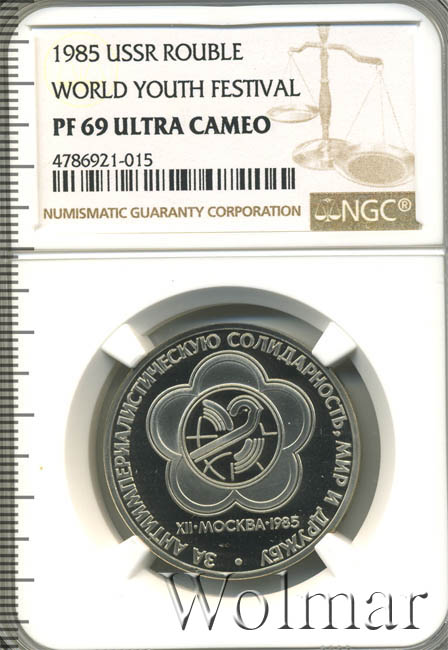 1985 USSR ROUBLE
WORLD YOUTH FESTIVAL
PF 69 ULTRA CAMEO
4786921-015
NUMISMATIC GUARANTY CORPORATION
NGC®
ЗА АНТИИМПЕРИАЛИСТИЧЕСКУЮ СОЛИДАРНОСТЬ, МИР И ДРУЖБУ •
XII•МОСКВА•1985
Wolmar